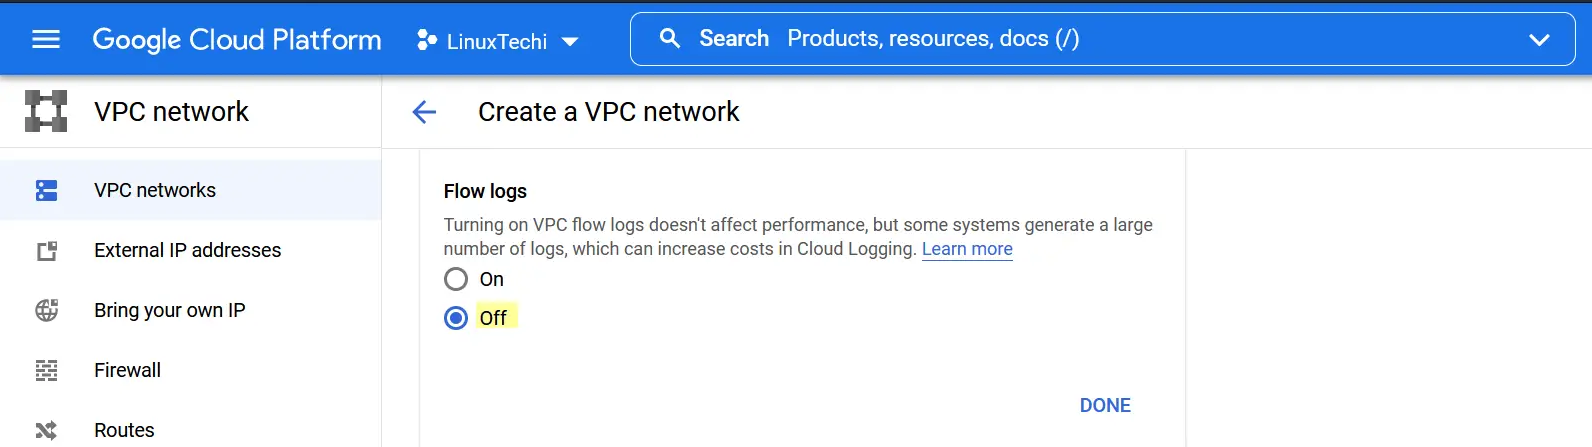 Google Cloud Platform LinuxTechi Search Products, resources, docs (/)
VPC network
VPC networks
External IP addresses
Bring your own IP
Firewall
Routes
Create a VPC network
Flow logs
Turning on VPC flow logs doesn't affect performance, but some systems generate a large
number of logs, which can increase costs in Cloud Logging. Learn more
On
Off
DONE